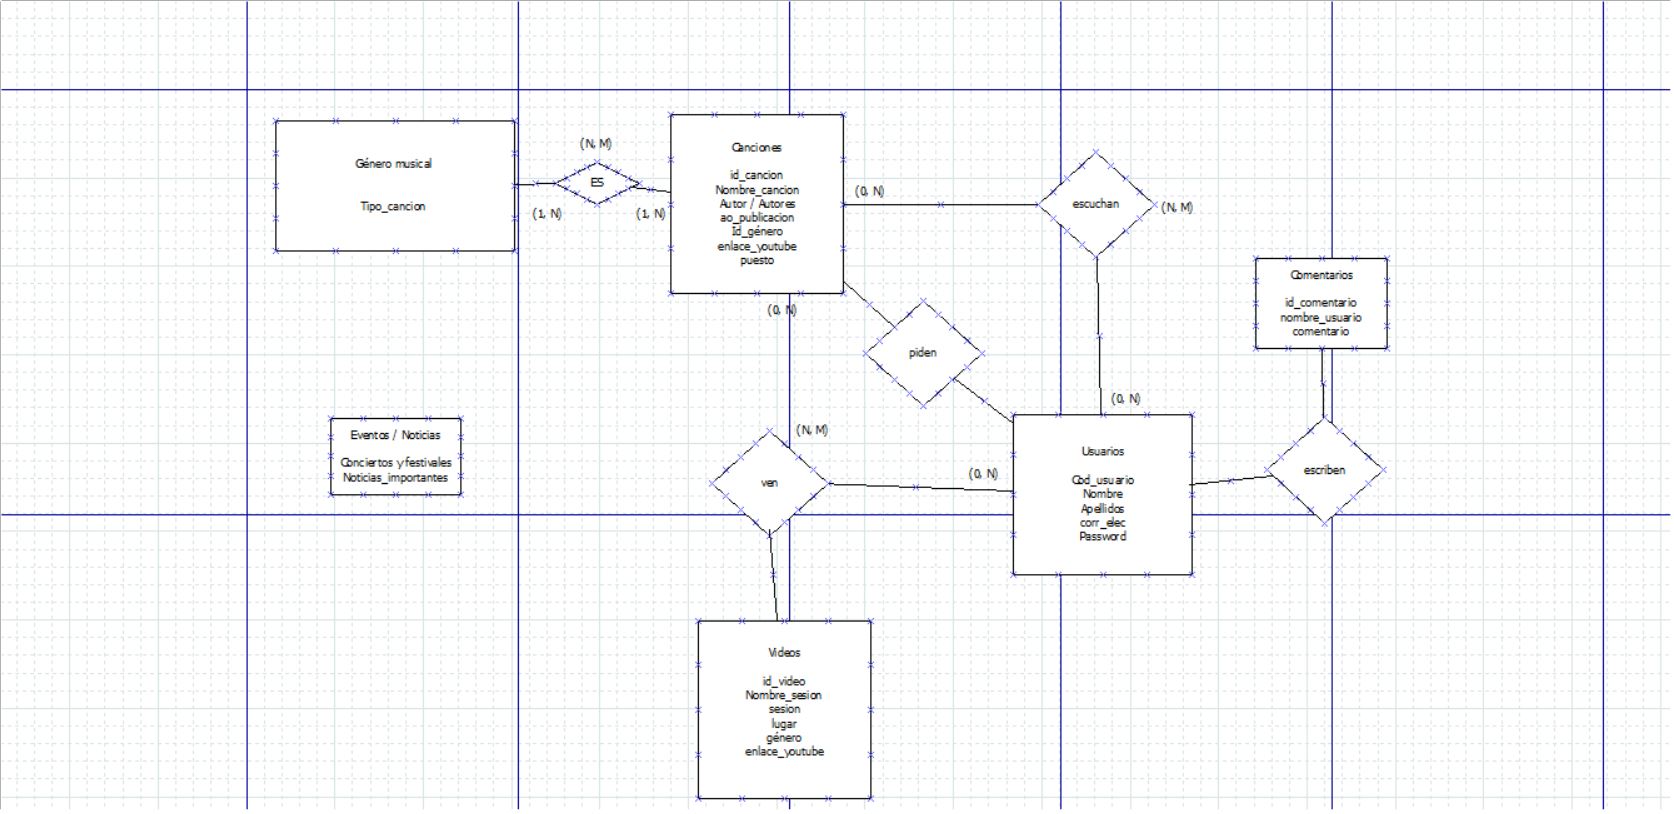 Género musical
Tipo_cancion
(N, M)
ES
(1, N)
(1, N)
Canciones
id_cancion
Nombre_cancion
Autor / Autores
ao_publicacion
Id_género
enlace_youtube
puesto
(0, N)
(0, N)
escuchan
(N, M)
Comentarios
id_comentario
nombre_usuario
comentario
piden
(0, N)
Eventos / Noticias
Conciertos y festivales
Noticias_importantes
(N, M)
ven
(0, N)
Usuarios
Cod_usuario
Nombre
Apellidos
corr_elec
Password
escriben
Videos
id_video
Nombre_sesion
sesion
lugar
género
enlace_youtube